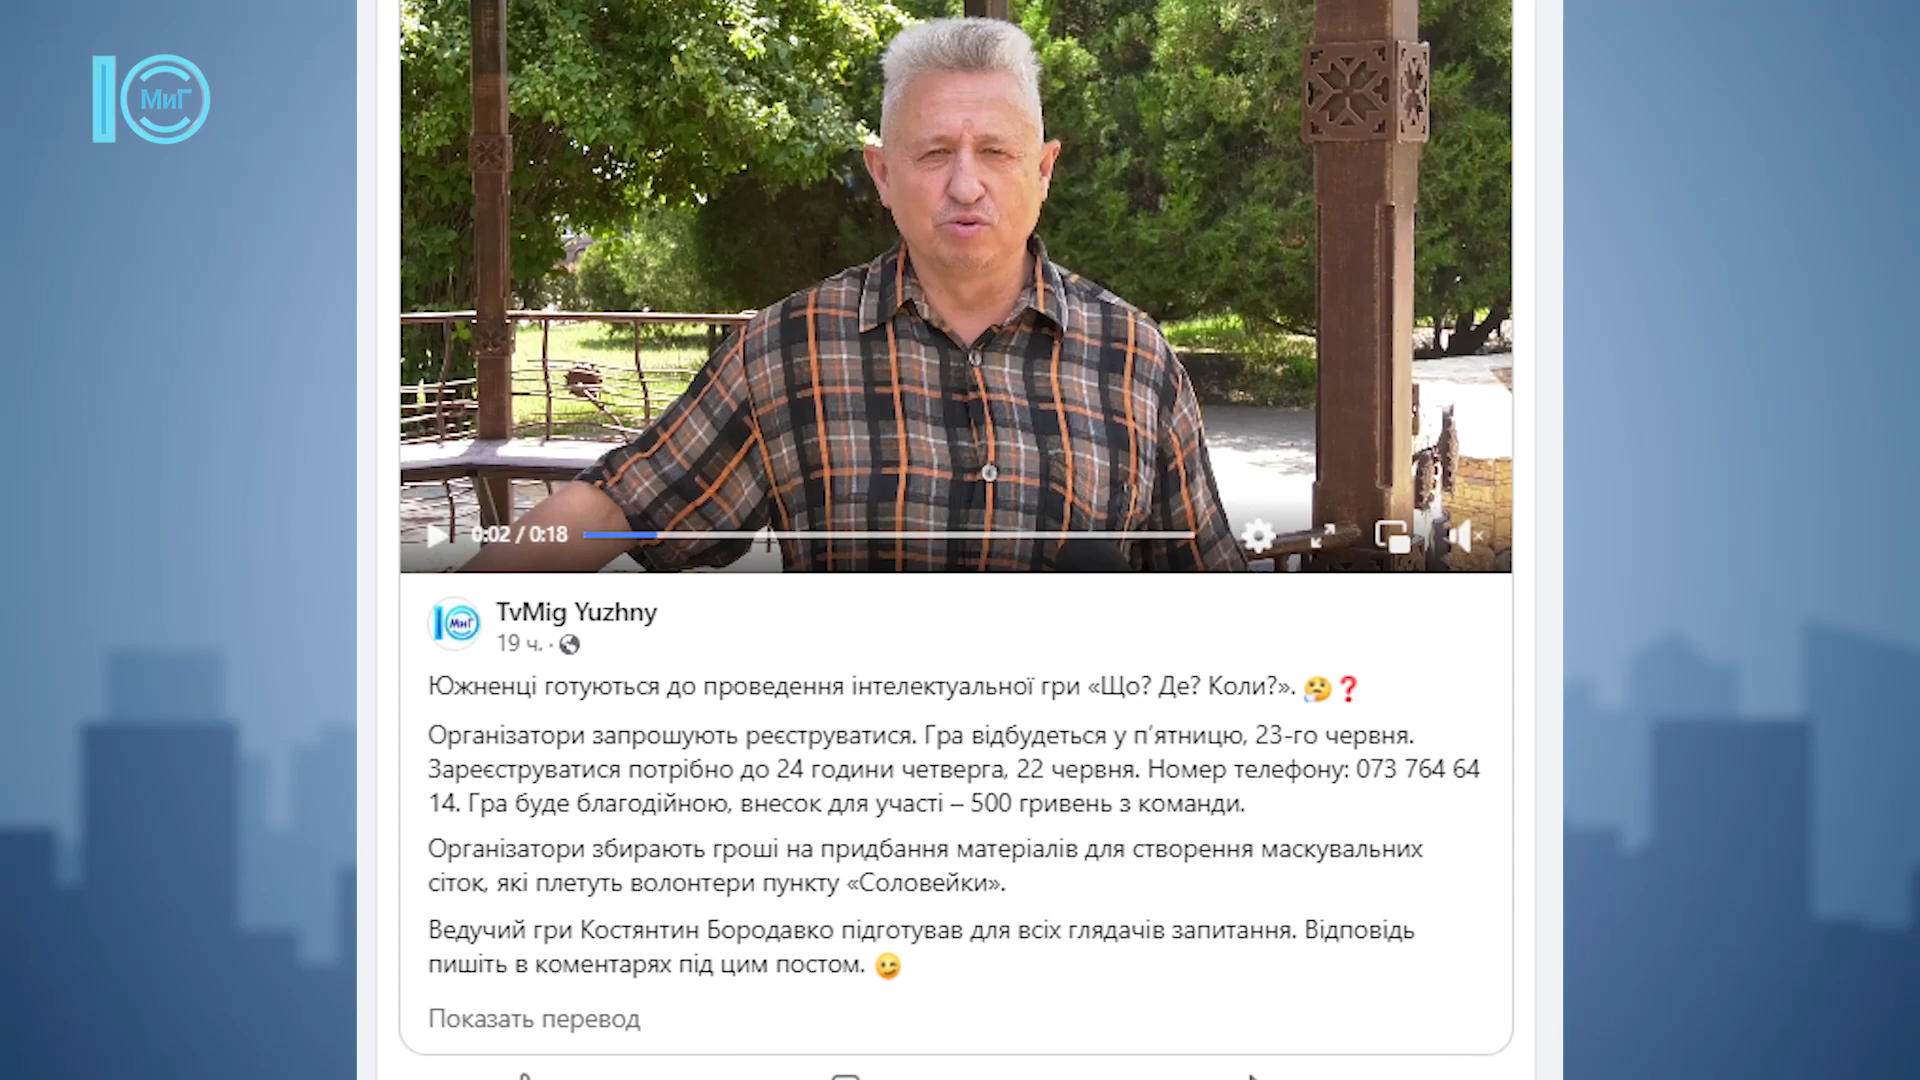 Ю МиГ
0:02 / 0:18
Ю МиГ
TvMig Yuzhny
19 ч. ·
Южненці готуються до проведення інтелектуальної гри «Що? Де? Коли?». 🤔❓
Організатори запрошують реєструватися. Гра відбудеться у п’ятницю, 23-го червня.
Зареєструватися потрібно до 24 години четверга, 22 червня. Номер телефону: 073 764 64
14. Гра буде благодійною, внесок для участі – 500 гривень з команди.
Організатори збирають гроші на придбання матеріалів для створення маскувальних
сіток, які плетуть волонтери пункту «Соловейки».
Ведучий гри Костянтин Бородавко підготував для всіх глядачів запитання. Відповідь
пишіть в коментарях під цим постом. 😉
Показать перевод